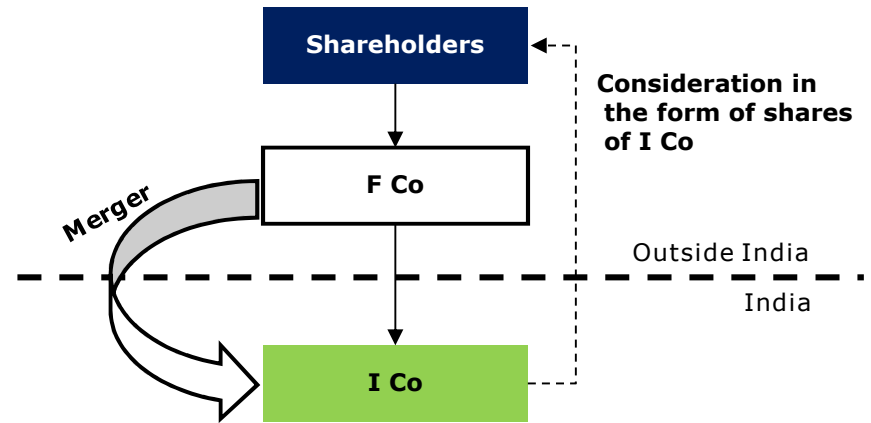 Shareholders
Consideration in
the form of shares
of I Co
F Co
Merger
Outside India
India
I Co